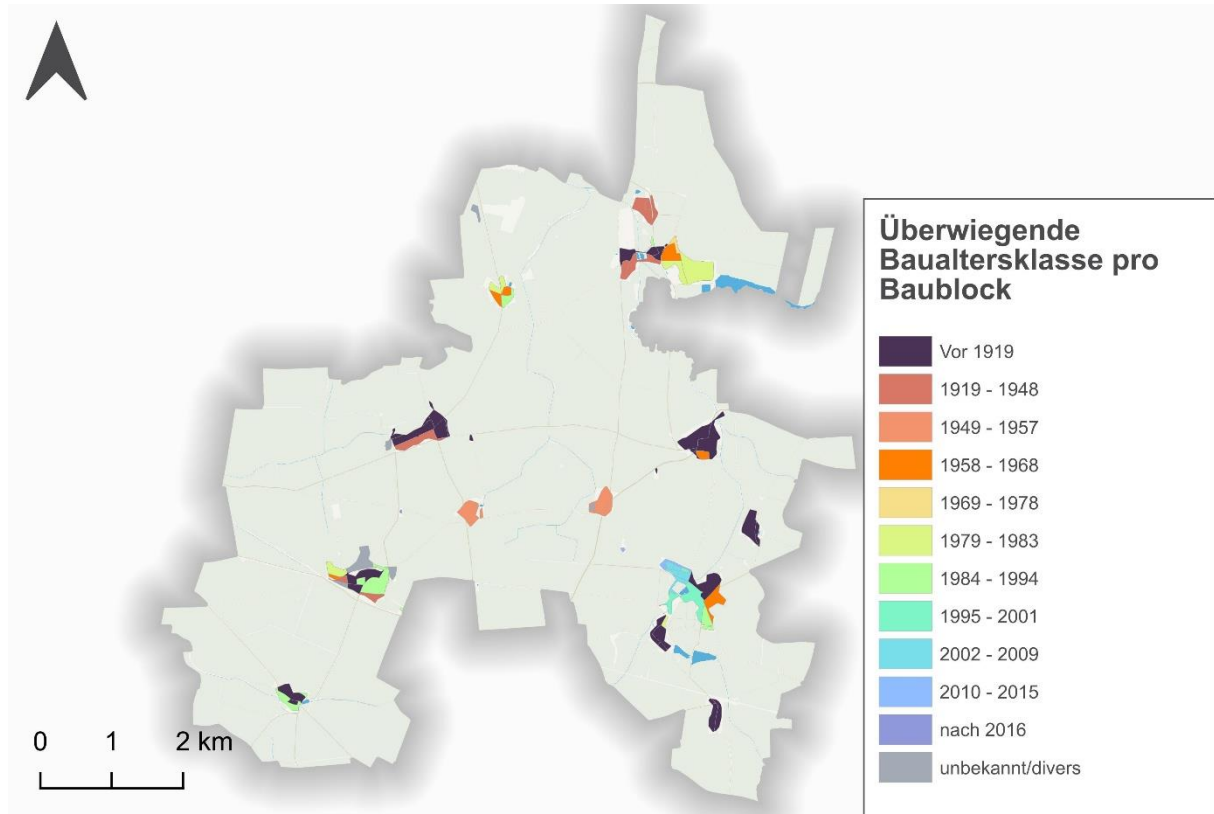 Überwiegende
Baualtersklasse pro
Baublock
Vor 1919
1919 - 1948
1949 - 1957
1958 - 1968
1969 - 1978
1979 - 1983
1984 - 1994
1995 - 2001
2002 - 2009
2010 - 2015
nach 2016
unbekannt/divers
0 1 2 km